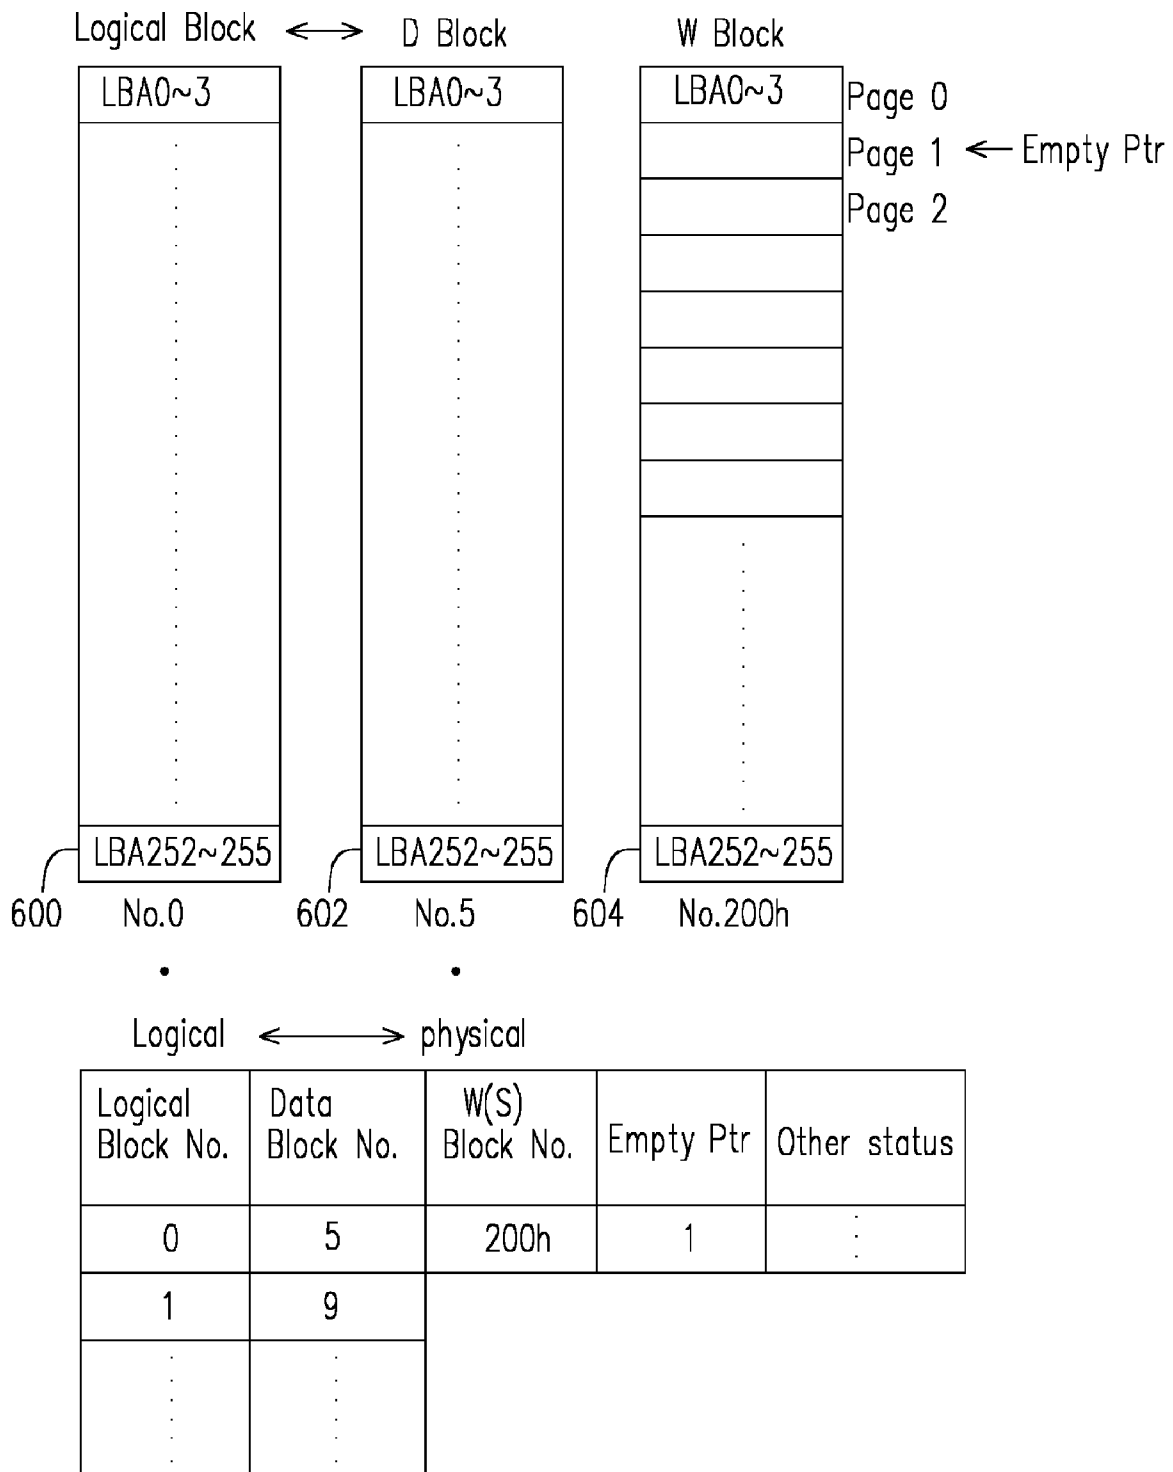 Logical Block ⟷ D Block W Block
LBA0~3 LBA0~3 LBA0~3 Page 0
Page 1 ← Empty Ptr
Page 2
LBA252~255 LBA252~255 LBA252~255
600 No.0 602 No.5 604 No.200h
Logical ⟷ physical
Logical Block No. Data Block No. W(S) Block No. Empty Ptr Other status
0 5 200h 1
1 9